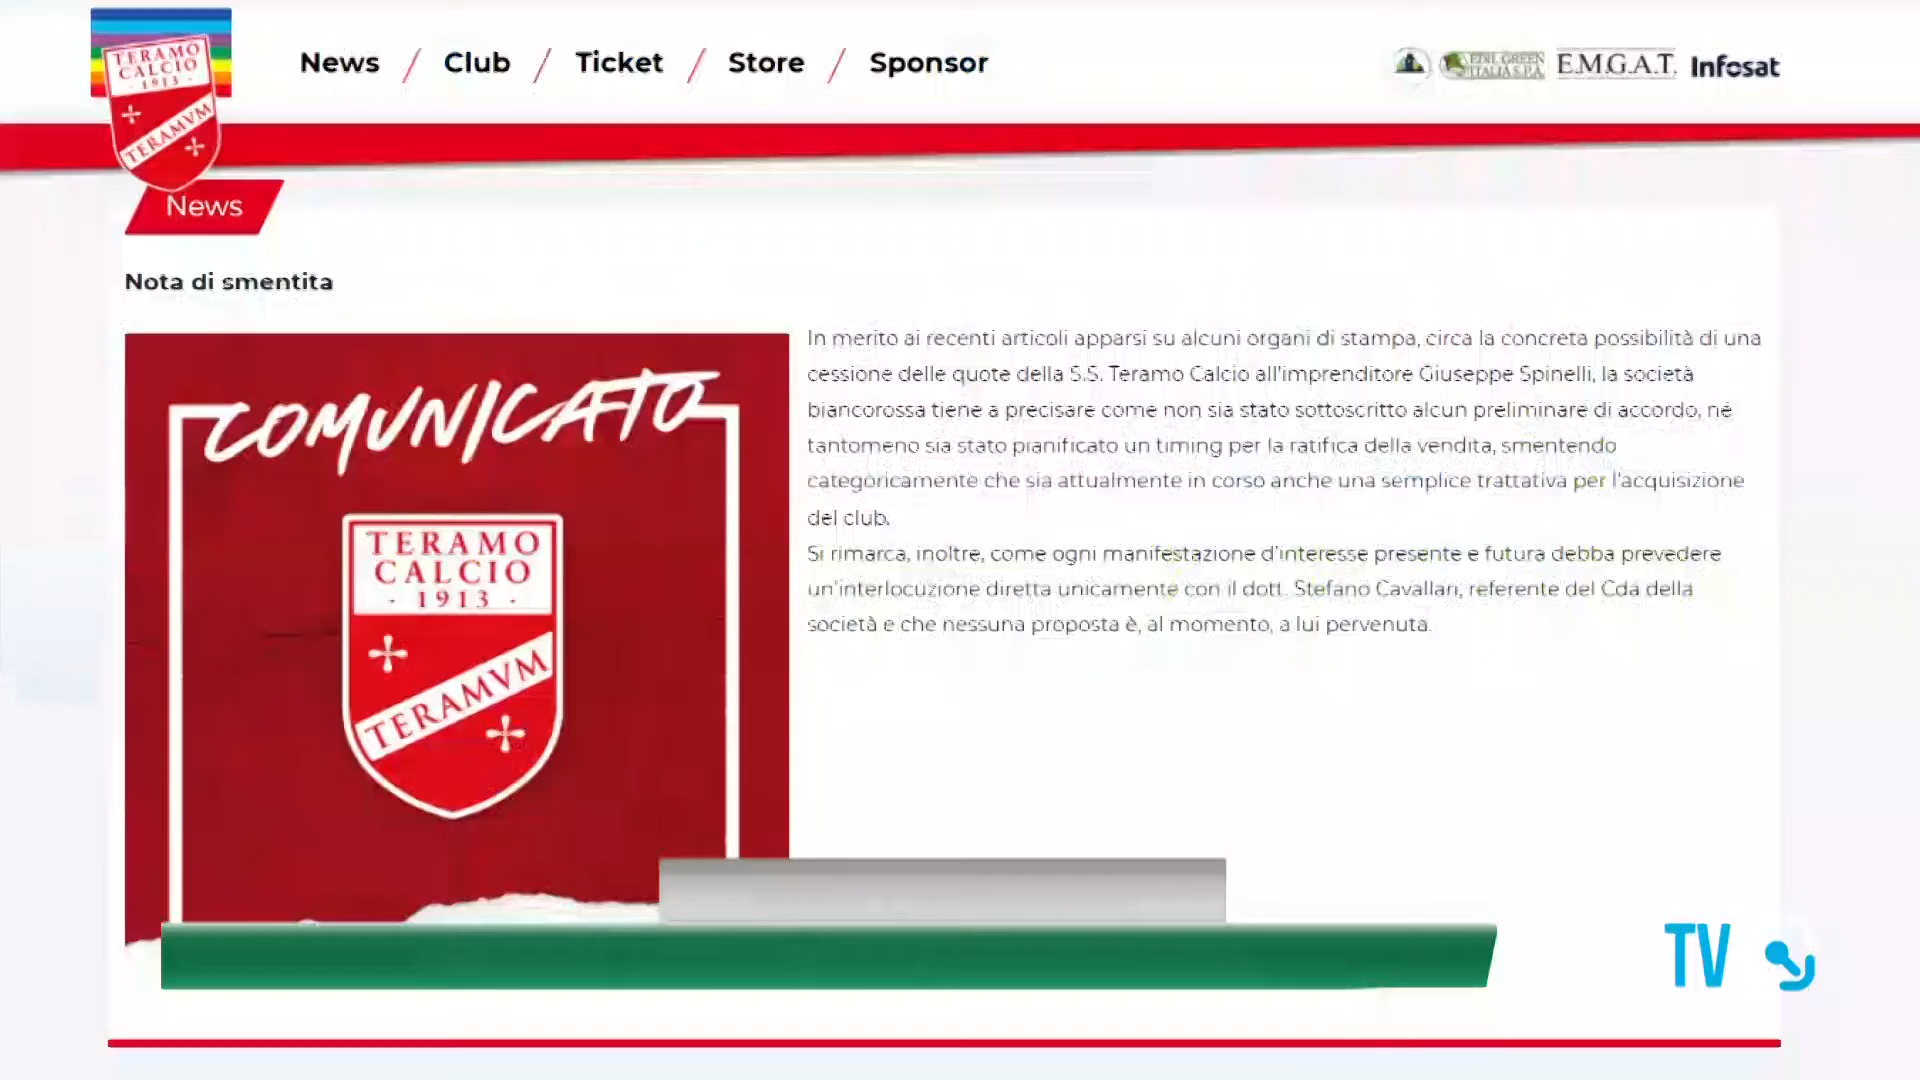 TERAMO
CALCIO
· 1913 ·
TERAMVM
News / Club / Ticket / Store / Sponsor
EDIL GREEN
ITALIA S.P.A.
E.M.G.A.T.
Infosat
News
Nota di smentita
COMUNICATO
TERAMO
CALCIO
· 1913 ·
TERAMVM
In merito ai recenti articoli apparsi su alcuni organi di stampa, circa la concreta possibilità di una
cessione delle quote della S.S. Teramo Calcio all'imprenditore Giuseppe Spinelli, la società
biancorossa tiene a precisare come non sia stato sottoscritto alcun preliminare di accordo, né
tantomeno sia stato pianificato un timing per la ratifica della vendita, smentendo
categoricamente che sia attualmente in corso anche una semplice trattativa per l'acquisizione
del club.
Si rimarca, inoltre, come ogni manifestazione d'interesse presente e futura debba prevedere
un'interlocuzione diretta unicamente con il dott. Stefano Cavallari, referente del Cda della
società e che nessuna proposta è, al momento, a lui pervenuta.
TV